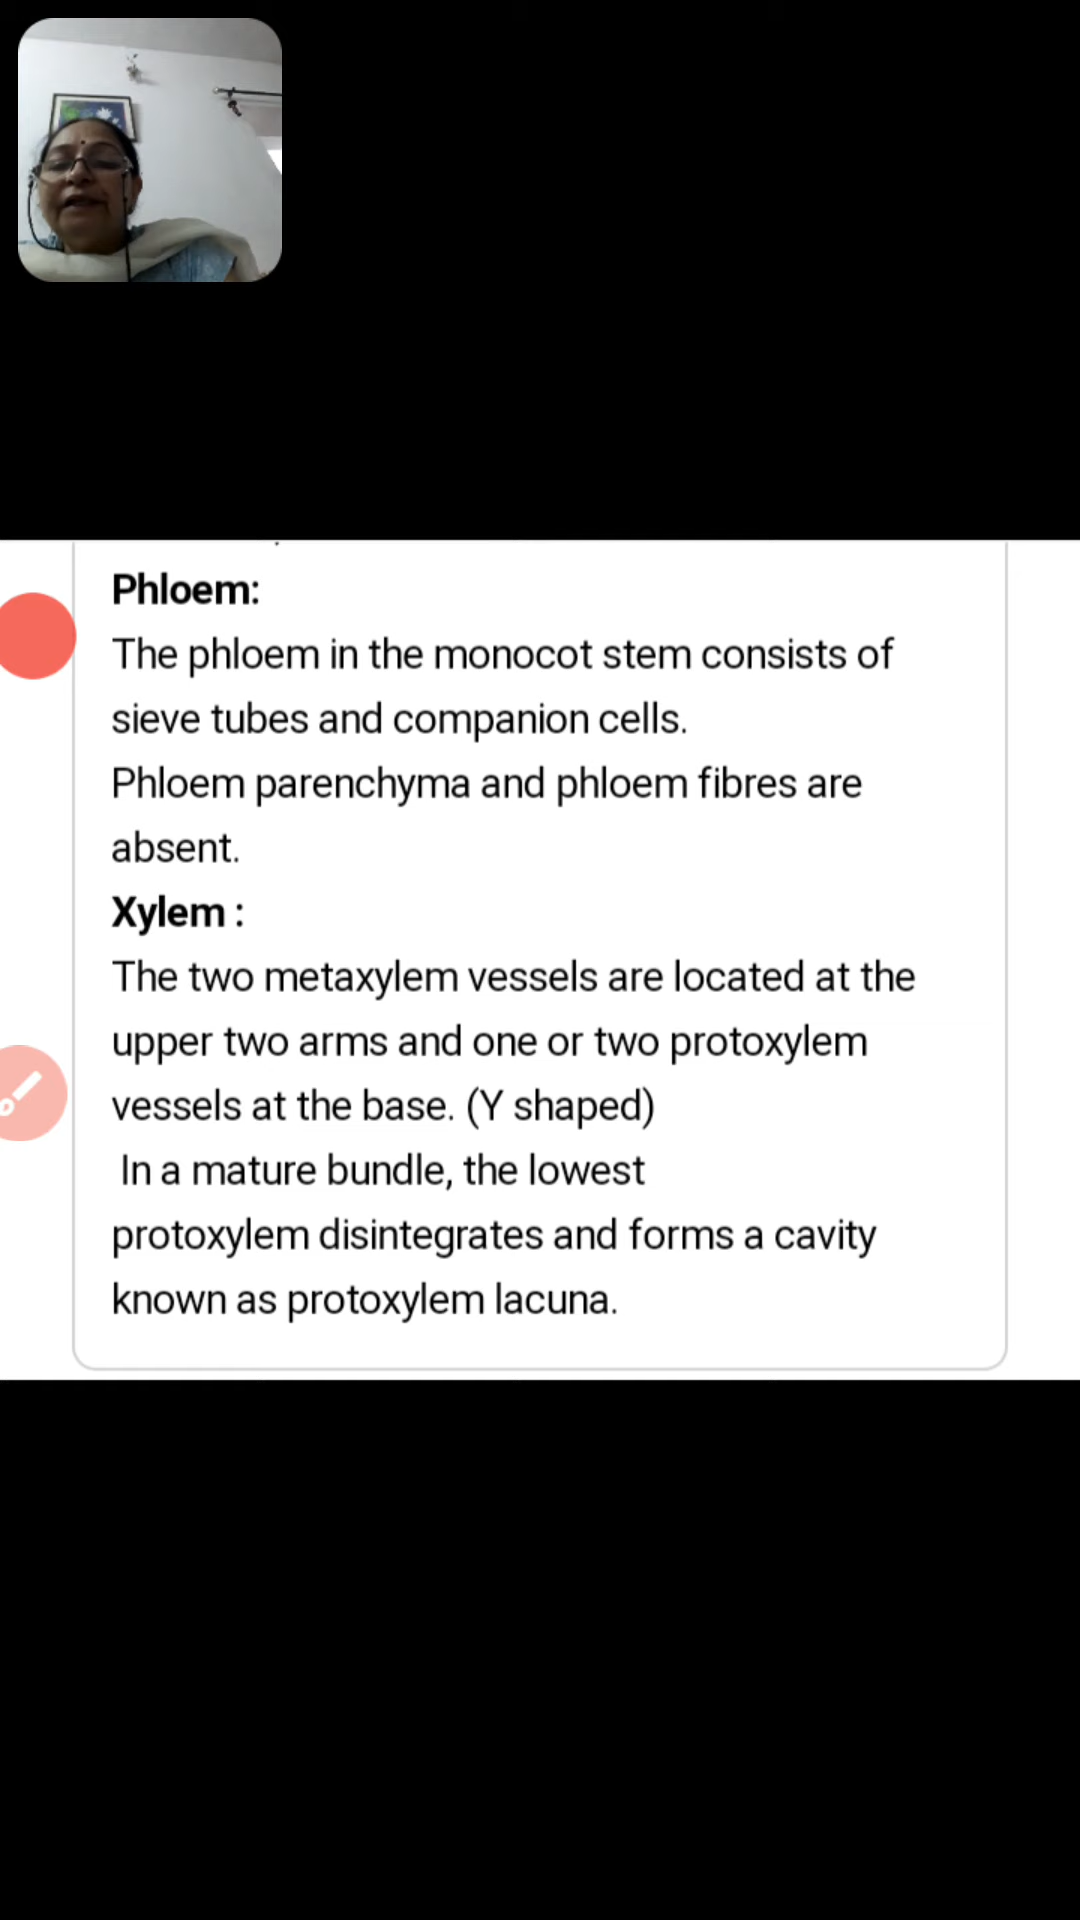 Phloem:
The phloem in the monocot stem consists of
sieve tubes and companion cells.
Phloem parenchyma and phloem fibres are
absent.
Xylem :
The two metaxylem vessels are located at the
upper two arms and one or two protoxylem
vessels at the base. (Y shaped)
In a mature bundle, the lowest
protoxylem disintegrates and forms a cavity
known as protoxylem lacuna.